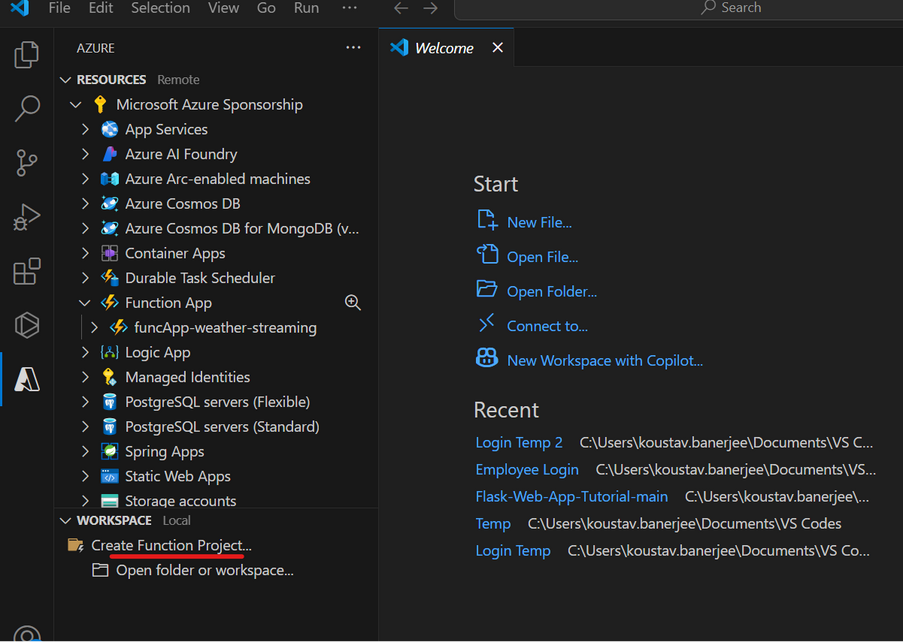 File Edit Selection View Go Run ...
Search
AZURE
Welcome
RESOURCES Remote
Microsoft Azure Sponsorship
App Services
Azure AI Foundry
Azure Arc-enabled machines
Azure Cosmos DB
Azure Cosmos DB for MongoDB (v...
Container Apps
Durable Task Scheduler
Function App
funcApp-weather-streaming
Logic App
Managed Identities
PostgreSQL servers (Flexible)
PostgreSQL servers (Standard)
Spring Apps
Static Web Apps
Storage accounts
WORKSPACE Local
Create Function Project...
Open folder or workspace...
Start
New File...
Open File...
Open Folder...
Connect to...
New Workspace with Copilot...
Recent
Login Temp 2 C:\Users\koustav.banerjee\Documents\VS C...
Employee Login C:\Users\koustav.banerjee\Documents\VS...
Flask-Web-App-Tutorial-main C:\Users\koustav.banerjee\...
Temp C:\Users\koustav.banerjee\Documents\VS Codes
Login Temp C:\Users\koustav.banerjee\Documents\VS Co...